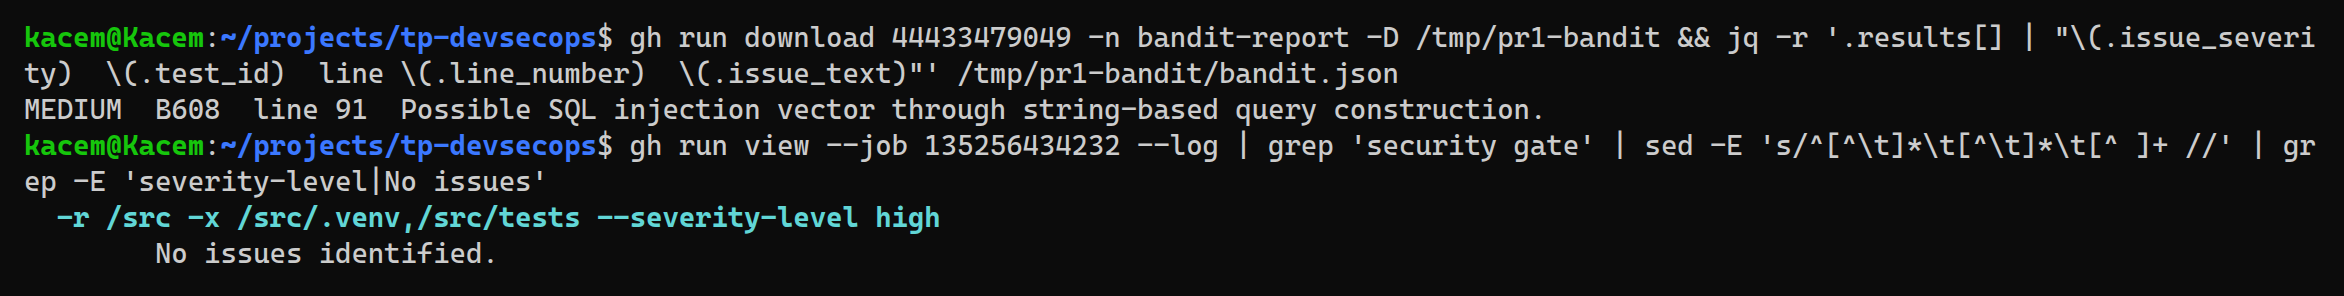 kacem@Kacem:~/projects/tp-devsecops$ gh run download 44433479049 -n bandit-report -D /tmp/pr1-bandit && jq -r '.results[] | "\(.issue_severi
ty)  \(.test_id)  line \(.line_number)  \(.issue_text)"' /tmp/pr1-bandit/bandit.json
MEDIUM  B608  line 91  Possible SQL injection vector through string-based query construction.
kacem@Kacem:~/projects/tp-devsecops$ gh run view --job 135256434232 --log | grep 'security gate' | sed -E 's/^[^\t]*\t[^\t]*\t[^ ]+ //' | gr
ep -E 'severity-level|No issues'
  -r /src -x /src/.venv,/src/tests --severity-level high
        No issues identified.